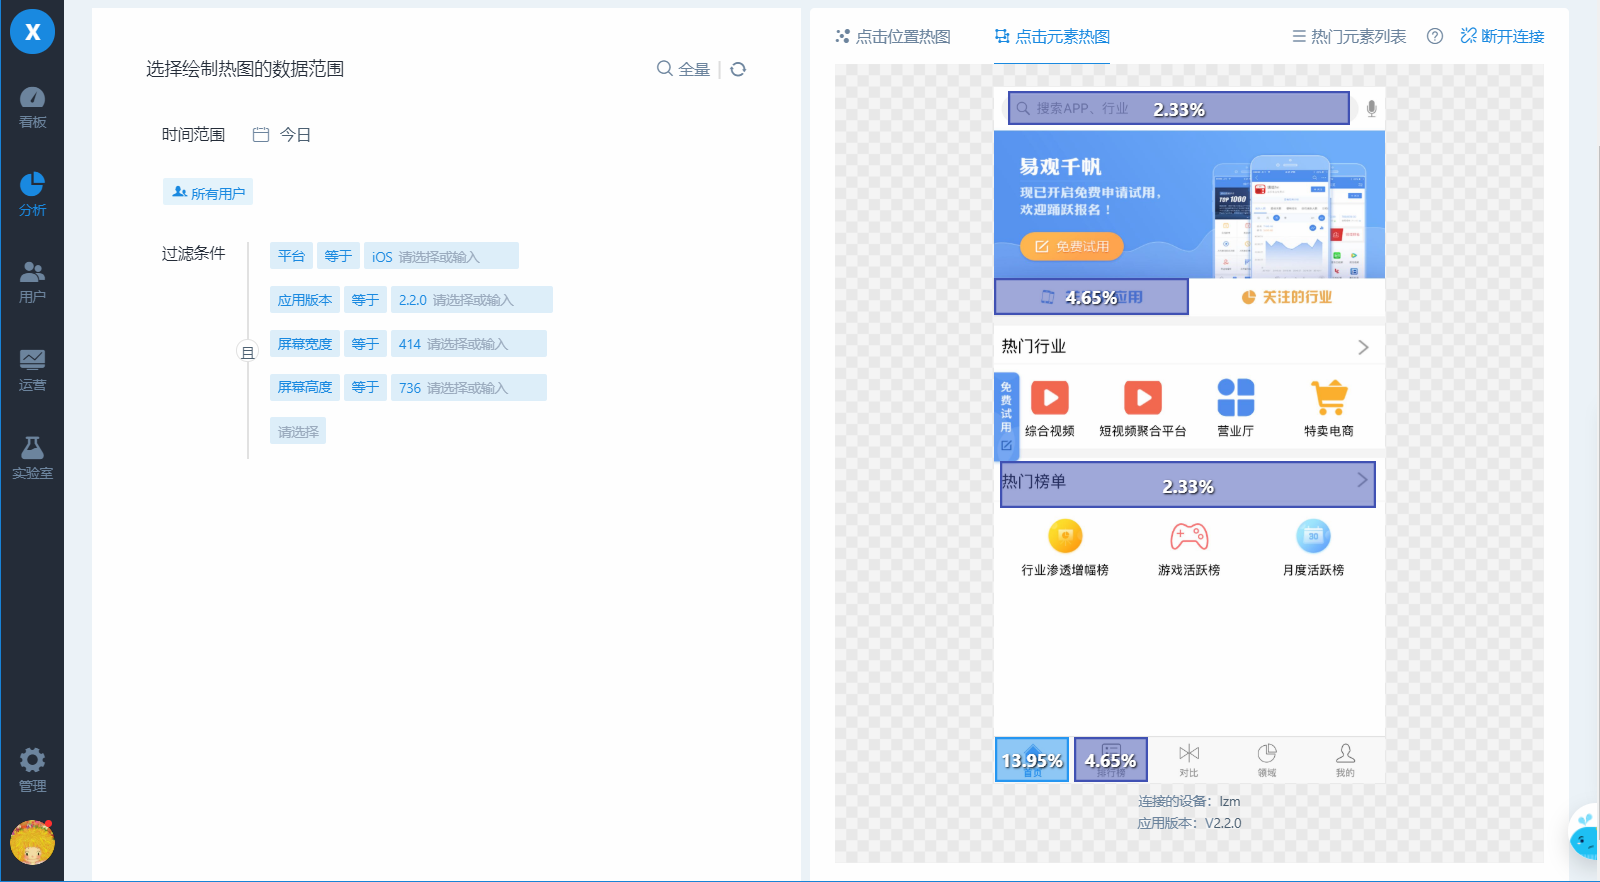 X
看板
分析
用户
运营
实验室
管理
选择绘制热图的数据范围
全量
时间范围 今日
所有用户
过滤条件
且
平台 等于 iOS 请选择或输入
应用版本 等于 2.2.0 请选择或输入
屏幕宽度 等于 414 请选择或输入
屏幕高度 等于 736 请选择或输入
请选择
点击位置热图 点击元素热图 热门元素列表 断开连接
搜索APP、行业 2.33%
易观千帆
现已开启免费申请试用，
欢迎踊跃报名！
免费试用
TOP 1000
4.65% 应用 关注的行业
热门行业
免费试用
综合视频 短视频聚合平台 营业厅 特卖电商
热门榜单 2.33%
30
行业渗透增幅榜 游戏活跃榜 月度活跃榜
13.95% 4.65%
首页 排行榜 对比 领域 我的
连接的设备：lzm
应用版本：V2.2.0